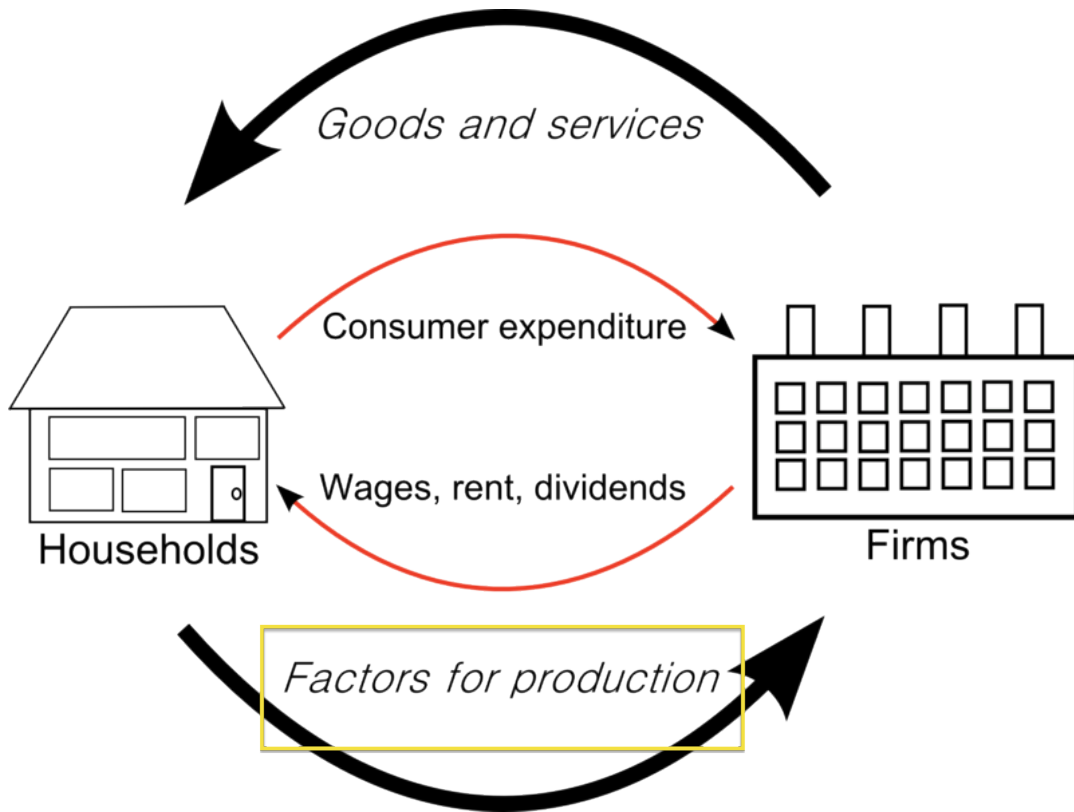 Goods and services
Consumer expenditure
Wages, rent, dividends
Households
Firms
Factors for production